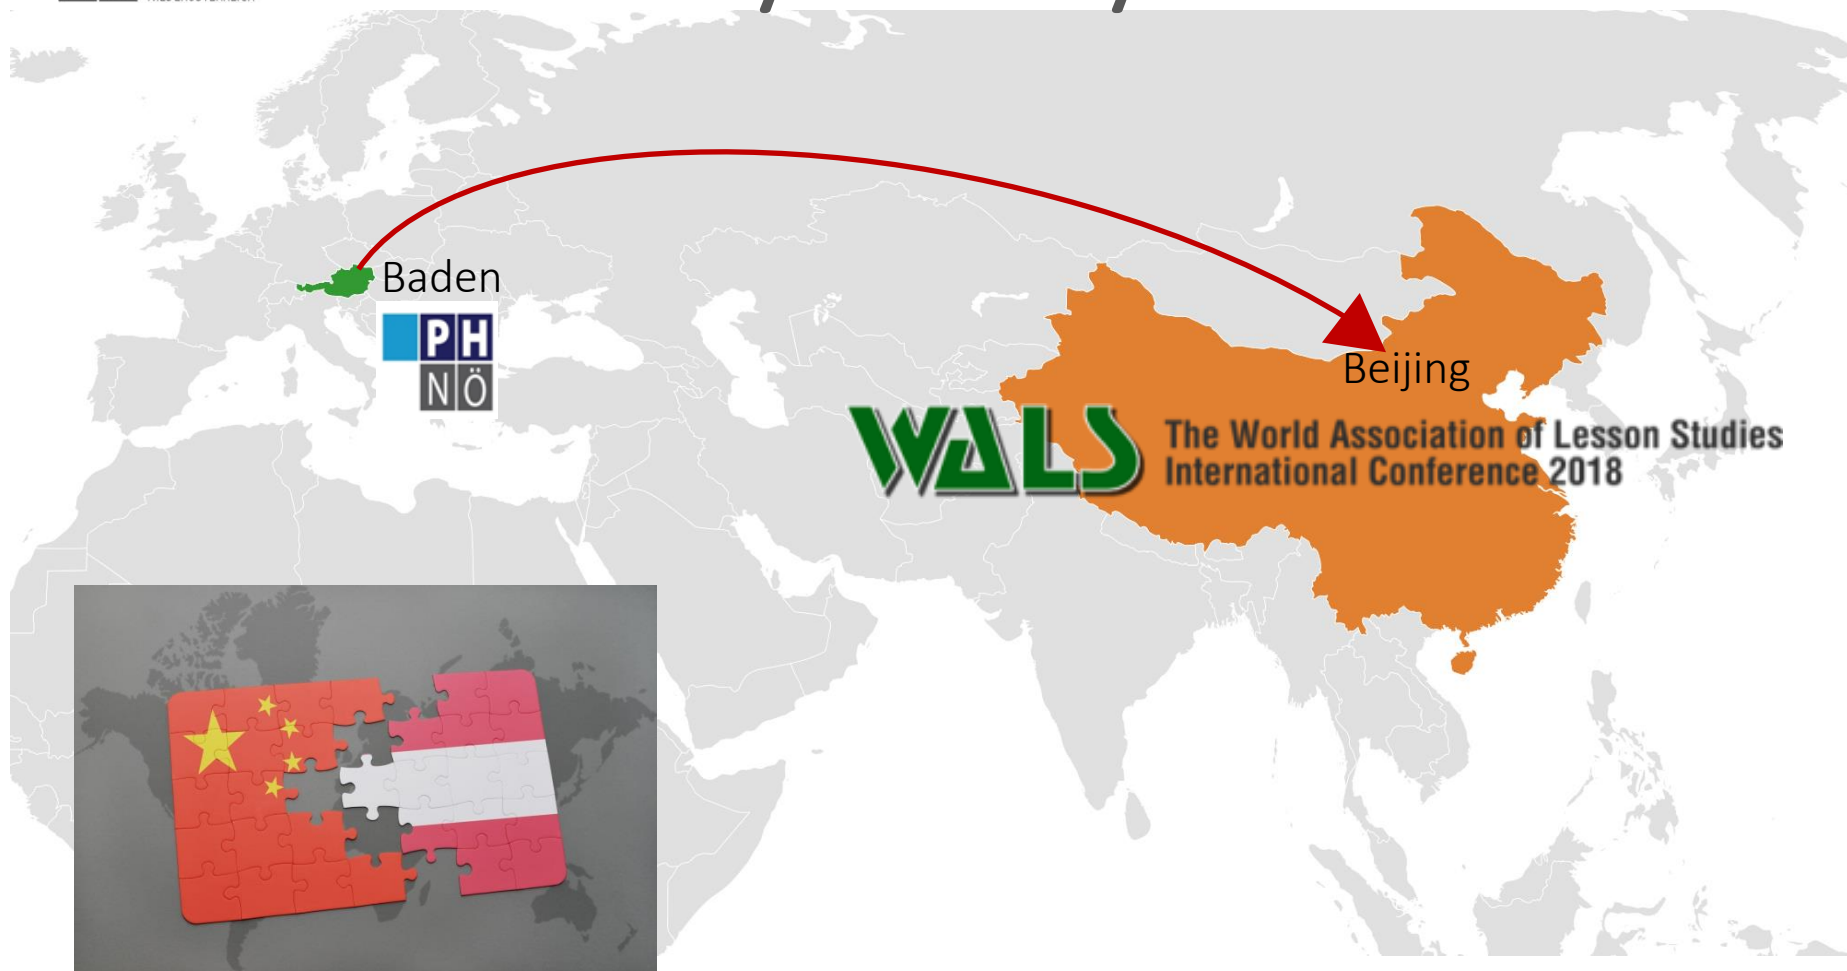 Baden
PH
NÖ
Beijing
WALS
The World Association of Lesson Studies
International Conference 2018